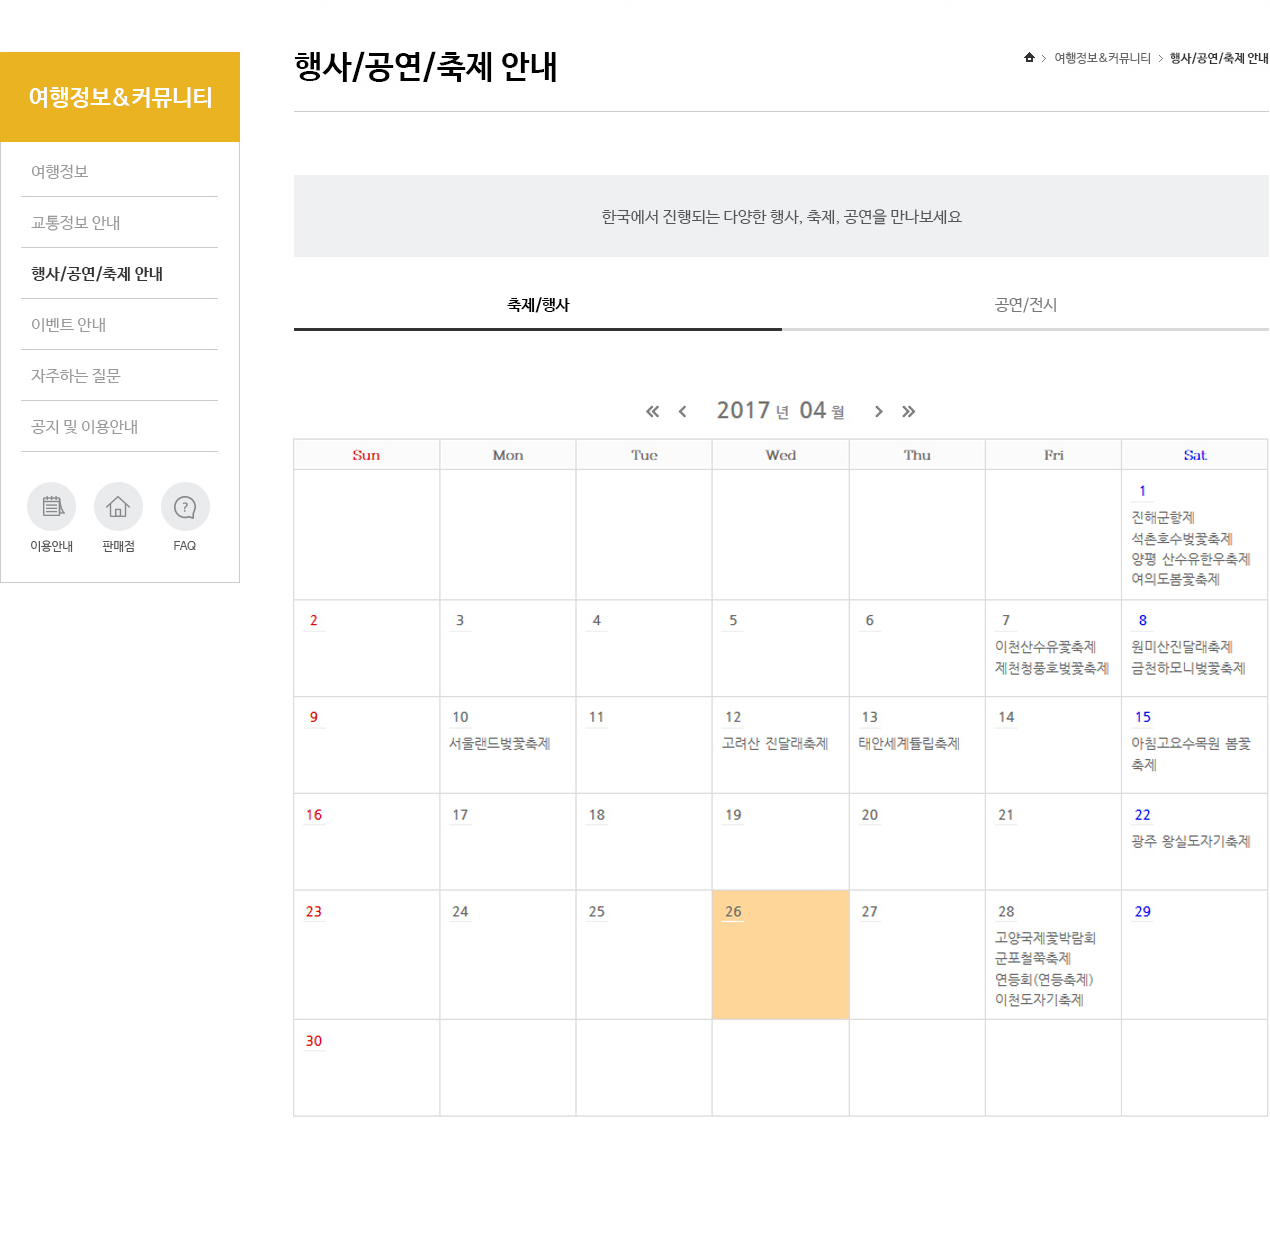 여행정보&커뮤니티
여행정보
교통정보 안내
행사/공연/축제 안내
이벤트 안내
자주하는 질문
공지 및 이용안내
이용안내 판매점 FAQ
행사/공연/축제 안내
여행정보&커뮤니티 > 행사/공연/축제 안내
한국에서 진행되는 다양한 행사, 축제, 공연을 만나보세요
축제/행사 공연/전시
2017 년 04 월
Sun Mon Tue Wed Thu Fri Sat
1
진해군항제
석촌호수벚꽃축제
양평 산수유한우축제
여의도봄꽃축제
2 3 4 5 6 7 8
이천산수유꽃축제 원미산진달래축제
제천청풍호벚꽃축제 금천하모니벚꽃축제
9 10 11 12 13 14 15
서울랜드벚꽃축제 고려산 진달래축제 태안세계튤립축제 아침고요수목원 봄꽃
축제
16 17 18 19 20 21 22
광주 왕실도자기축제
23 24 25 26 27 28 29
고양국제꽃박람회
군포철쭉축제
연등회(연등축제)
이천도자기축제
30